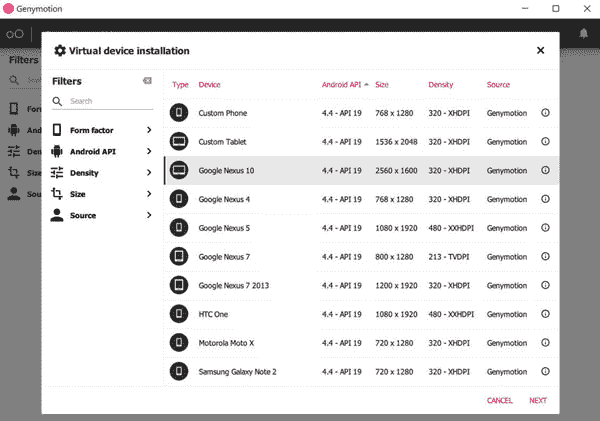 Genymotion
Virtual device installation
Filters
Search
Form factor
Android API
Density
Size
Source
Type Device Android API Size Density Source
Custom Phone 4.4 - API 19 768 x 1280 320 - XHDPI Genymotion
Custom Tablet 4.4 - API 19 1536 x 2048 320 - XHDPI Genymotion
Google Nexus 10 4.4 - API 19 2560 x 1600 320 - XHDPI Genymotion
Google Nexus 4 4.4 - API 19 768 x 1280 320 - XHDPI Genymotion
Google Nexus 5 4.4 - API 19 1080 x 1920 480 - XXHDPI Genymotion
Google Nexus 7 4.4 - API 19 800 x 1280 213 - TVDPI Genymotion
Google Nexus 7 2013 4.4 - API 19 1200 x 1920 320 - XHDPI Genymotion
HTC One 4.4 - API 19 1080 x 1920 480 - XXHDPI Genymotion
Motorola Moto X 4.4 - API 19 720 x 1280 320 - XHDPI Genymotion
Samsung Galaxy Note 2 4.4 - API 19 720 x 1280 320 - XHDPI Genymotion
CANCEL NEXT
Filters
Form
And
Den
Size
Sou